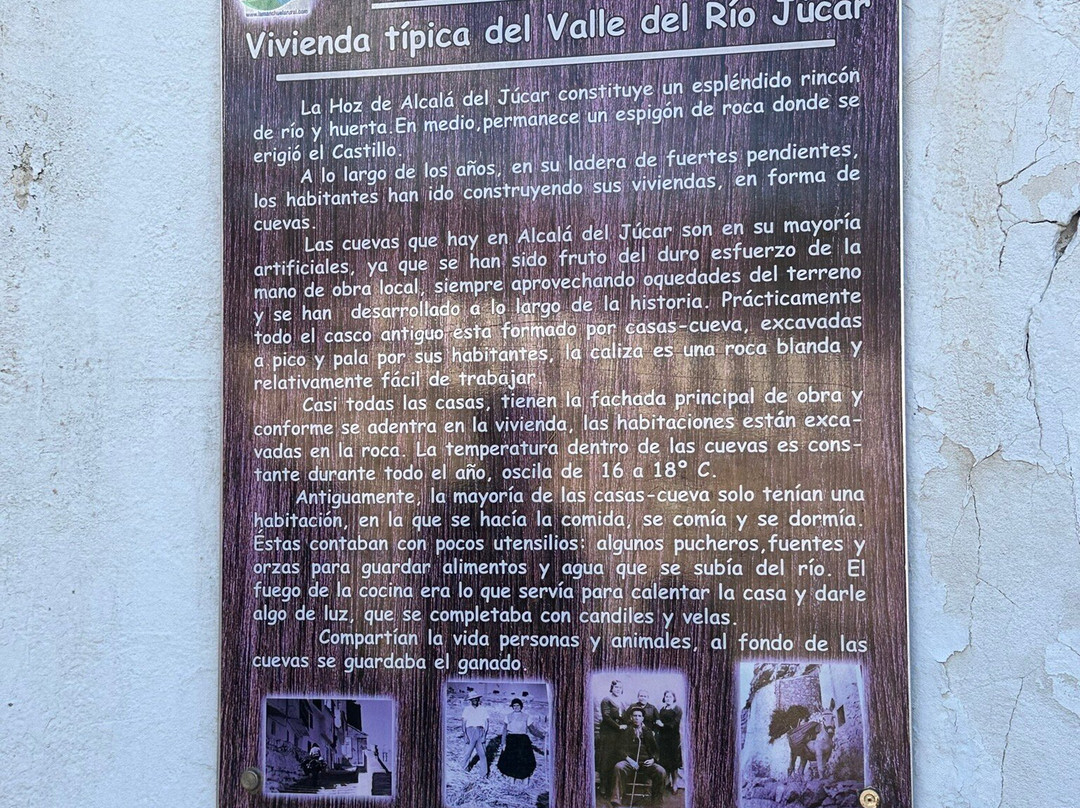 www.lamanchuelarural.com
Vivienda típica del Valle del Río Júcar
La Hoz de Alcalá del Júcar constituye un espléndido rincón
de río y huerta.En medio,permanece un espigón de roca donde se
erigió el Castillo.
A lo largo de los años, en su ladera de fuertes pendientes,
los habitantes han ido construyendo sus viviendas, en forma de
cuevas.
Las cuevas que hay en Alcalá del Júcar son en su mayoría
artificiales, ya que se han sido fruto del duro esfuerzo de la
mano de obra local, siempre aprovechando oquedades del terreno
y se han desarrollado a lo largo de la historia. Prácticamente
todo el casco antiguo esta formado por casas-cueva, excavadas
a pico y pala por sus habitantes, la caliza es una roca blanda y
relativamente fácil de trabajar.
Casi todas las casas, tienen la fachada principal de obra y
conforme se adentra en la vivienda, las habitaciones están exca-
vadas en la roca. La temperatura dentro de las cuevas es cons-
tante durante todo el año, oscila de 16 a 18º C.
Antiguamente, la mayoría de las casas-cueva solo tenían una
habitación, en la que se hacía la comida, se comía y se dormía.
Éstas contaban con pocos utensilios: algunos pucheros,fuentes y
orzas para guardar alimentos y agua que se subía del río. El
fuego de la cocina era lo que servía para calentar la casa y darle
algo de luz, que se completaba con candiles y velas.
Compartían la vida personas y animales, al fondo de las
cuevas se guardaba el ganado.